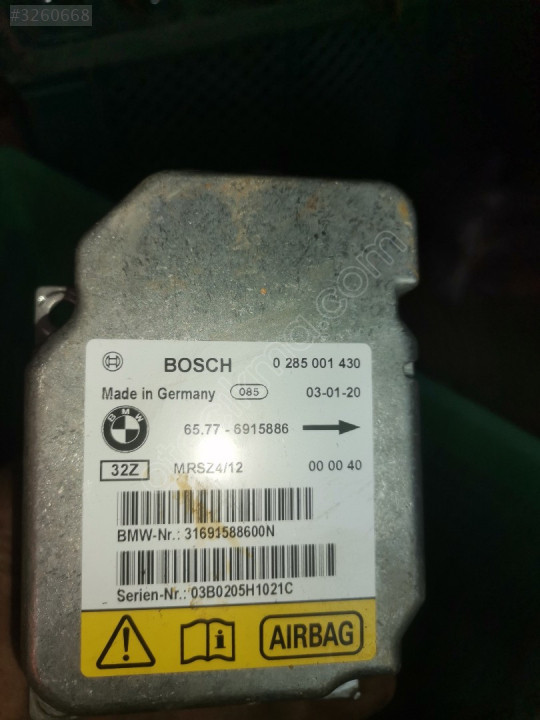 #3260668
BOSCH 0 285 001 430
Made in Germany 085 03-01-20
BMW
65.77 - 6915886
32Z MRSZ4/12 00 00 40
BMW-Nr.: 31691588600N
Serien-Nr.: 03B0205H1021C
AIRBAG